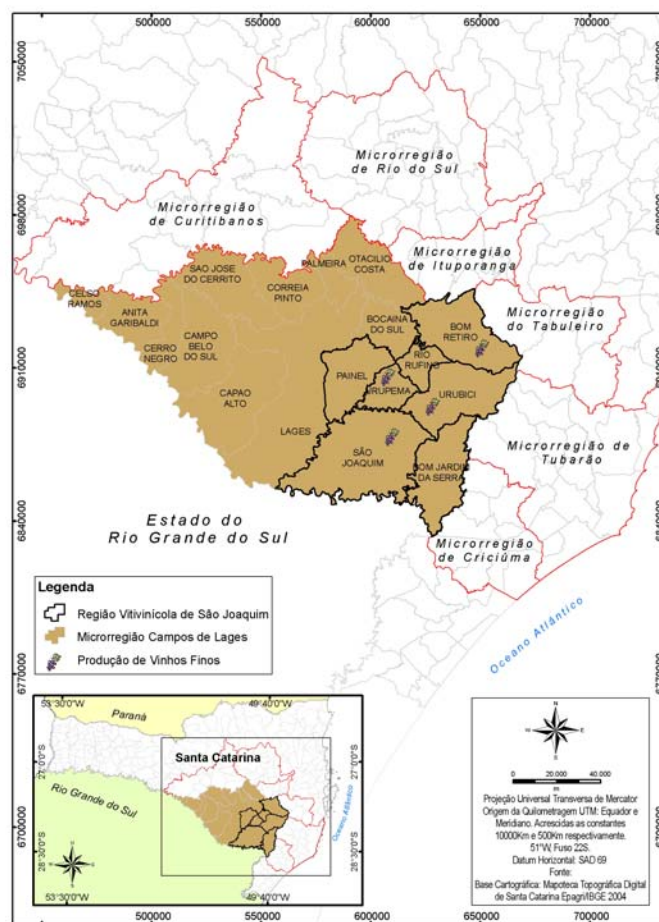 500000 550000 600000 650000 700000
7050000 7050000
Microrregião
de Rio do Sul
6980000 6980000
Microrregião
de Curitibanos
Microrregião
de Ituporanga
PALMEIRA
OTACILIO
COSTA
SAO JOSE
DO CERRITO
CORREIA
PINTO
CELSO
RAMOS
ANITA
GARIBALDI
BOCAINA
DO SUL
BOM
RETIRO
Microrregião
do Tabuleiro
CERRO
NEGRO
CAMPO
BELO
DO SUL
RIO
RUFINO
6910000 6910000
PAINEL
URUPEMA
URUBICI
CAPAO
ALTO
LAGES
SÃO
JOAQUIM
BOM JARDIM
DA SERRA
Microrregião de
Tubarão
6840000 6840000
Estado do
Rio Grande do Sul
Microrregião
de Criciúma
Oceano Atlântico
Legenda
Região Vitivinícola de São Joaquim
Microrregião Campos de Lages
Produção de Vinhos Finos
6770000 6770000
53°30'0"W 49°40'0"W
Paraná
Santa Catarina
27°0'0"S 27°0'0"S
Rio Grande do Sul
Oceano Atlântico
28°30'0"S 28°30'0"S
53°30'0"W 49°40'0"W
6700000 6700000
N
W E
S
0 20.000 40.000
m
Projeção Universal Transversa de Mercator
Origem da Quilometragem UTM: Equador e
Meridiano. Acrescidas as constantes
10000Km e 500Km respectivamente.
51°W, Fuso 22S.
Datum Horizontal: SAD 69
Fonte:
Base Cartográfica: Mapoteca Topográfica Digital
de Santa Catarina Epagri/IBGE 2004
500000 550000 600000 650000 700000